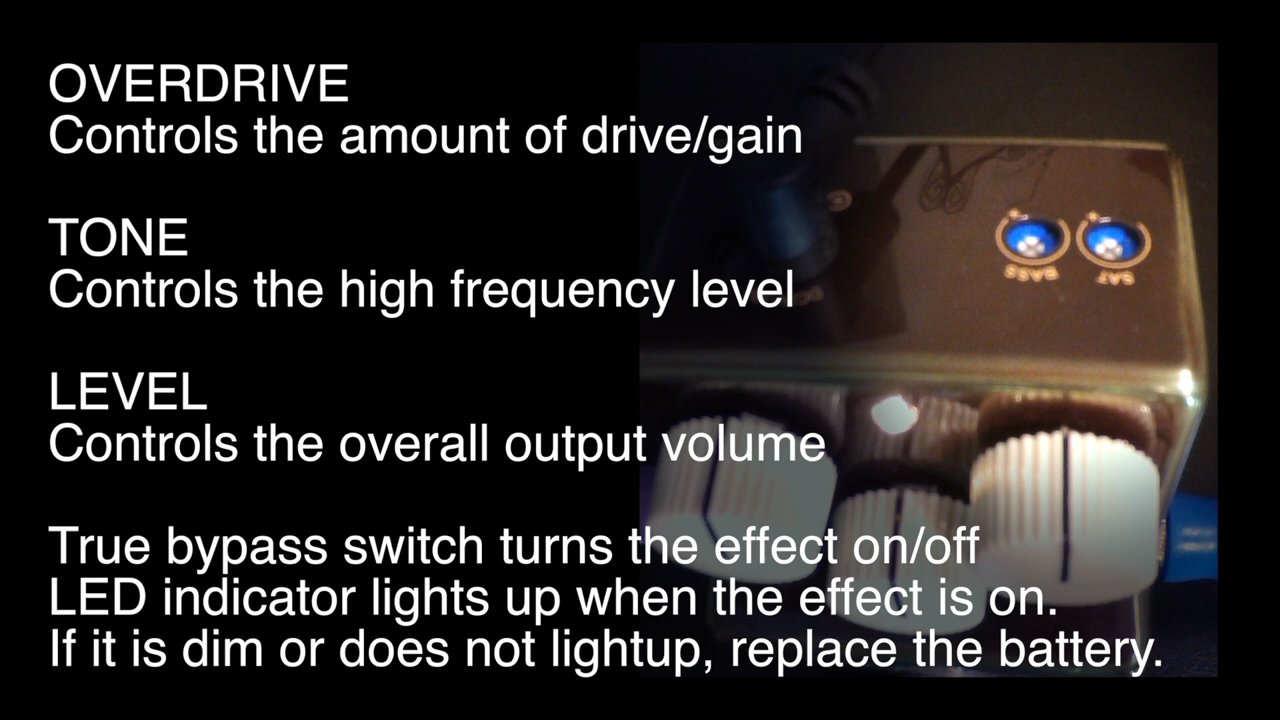 OVERDRIVE
Controls the amount of drive/gain
TONE
Controls the high frequency level
LEVEL
Controls the overall output volume
True bypass switch turns the effect on/off
LED indicator lights up when the effect is on.
If it is dim or does not lightup, replace the battery.
BASS
SAT